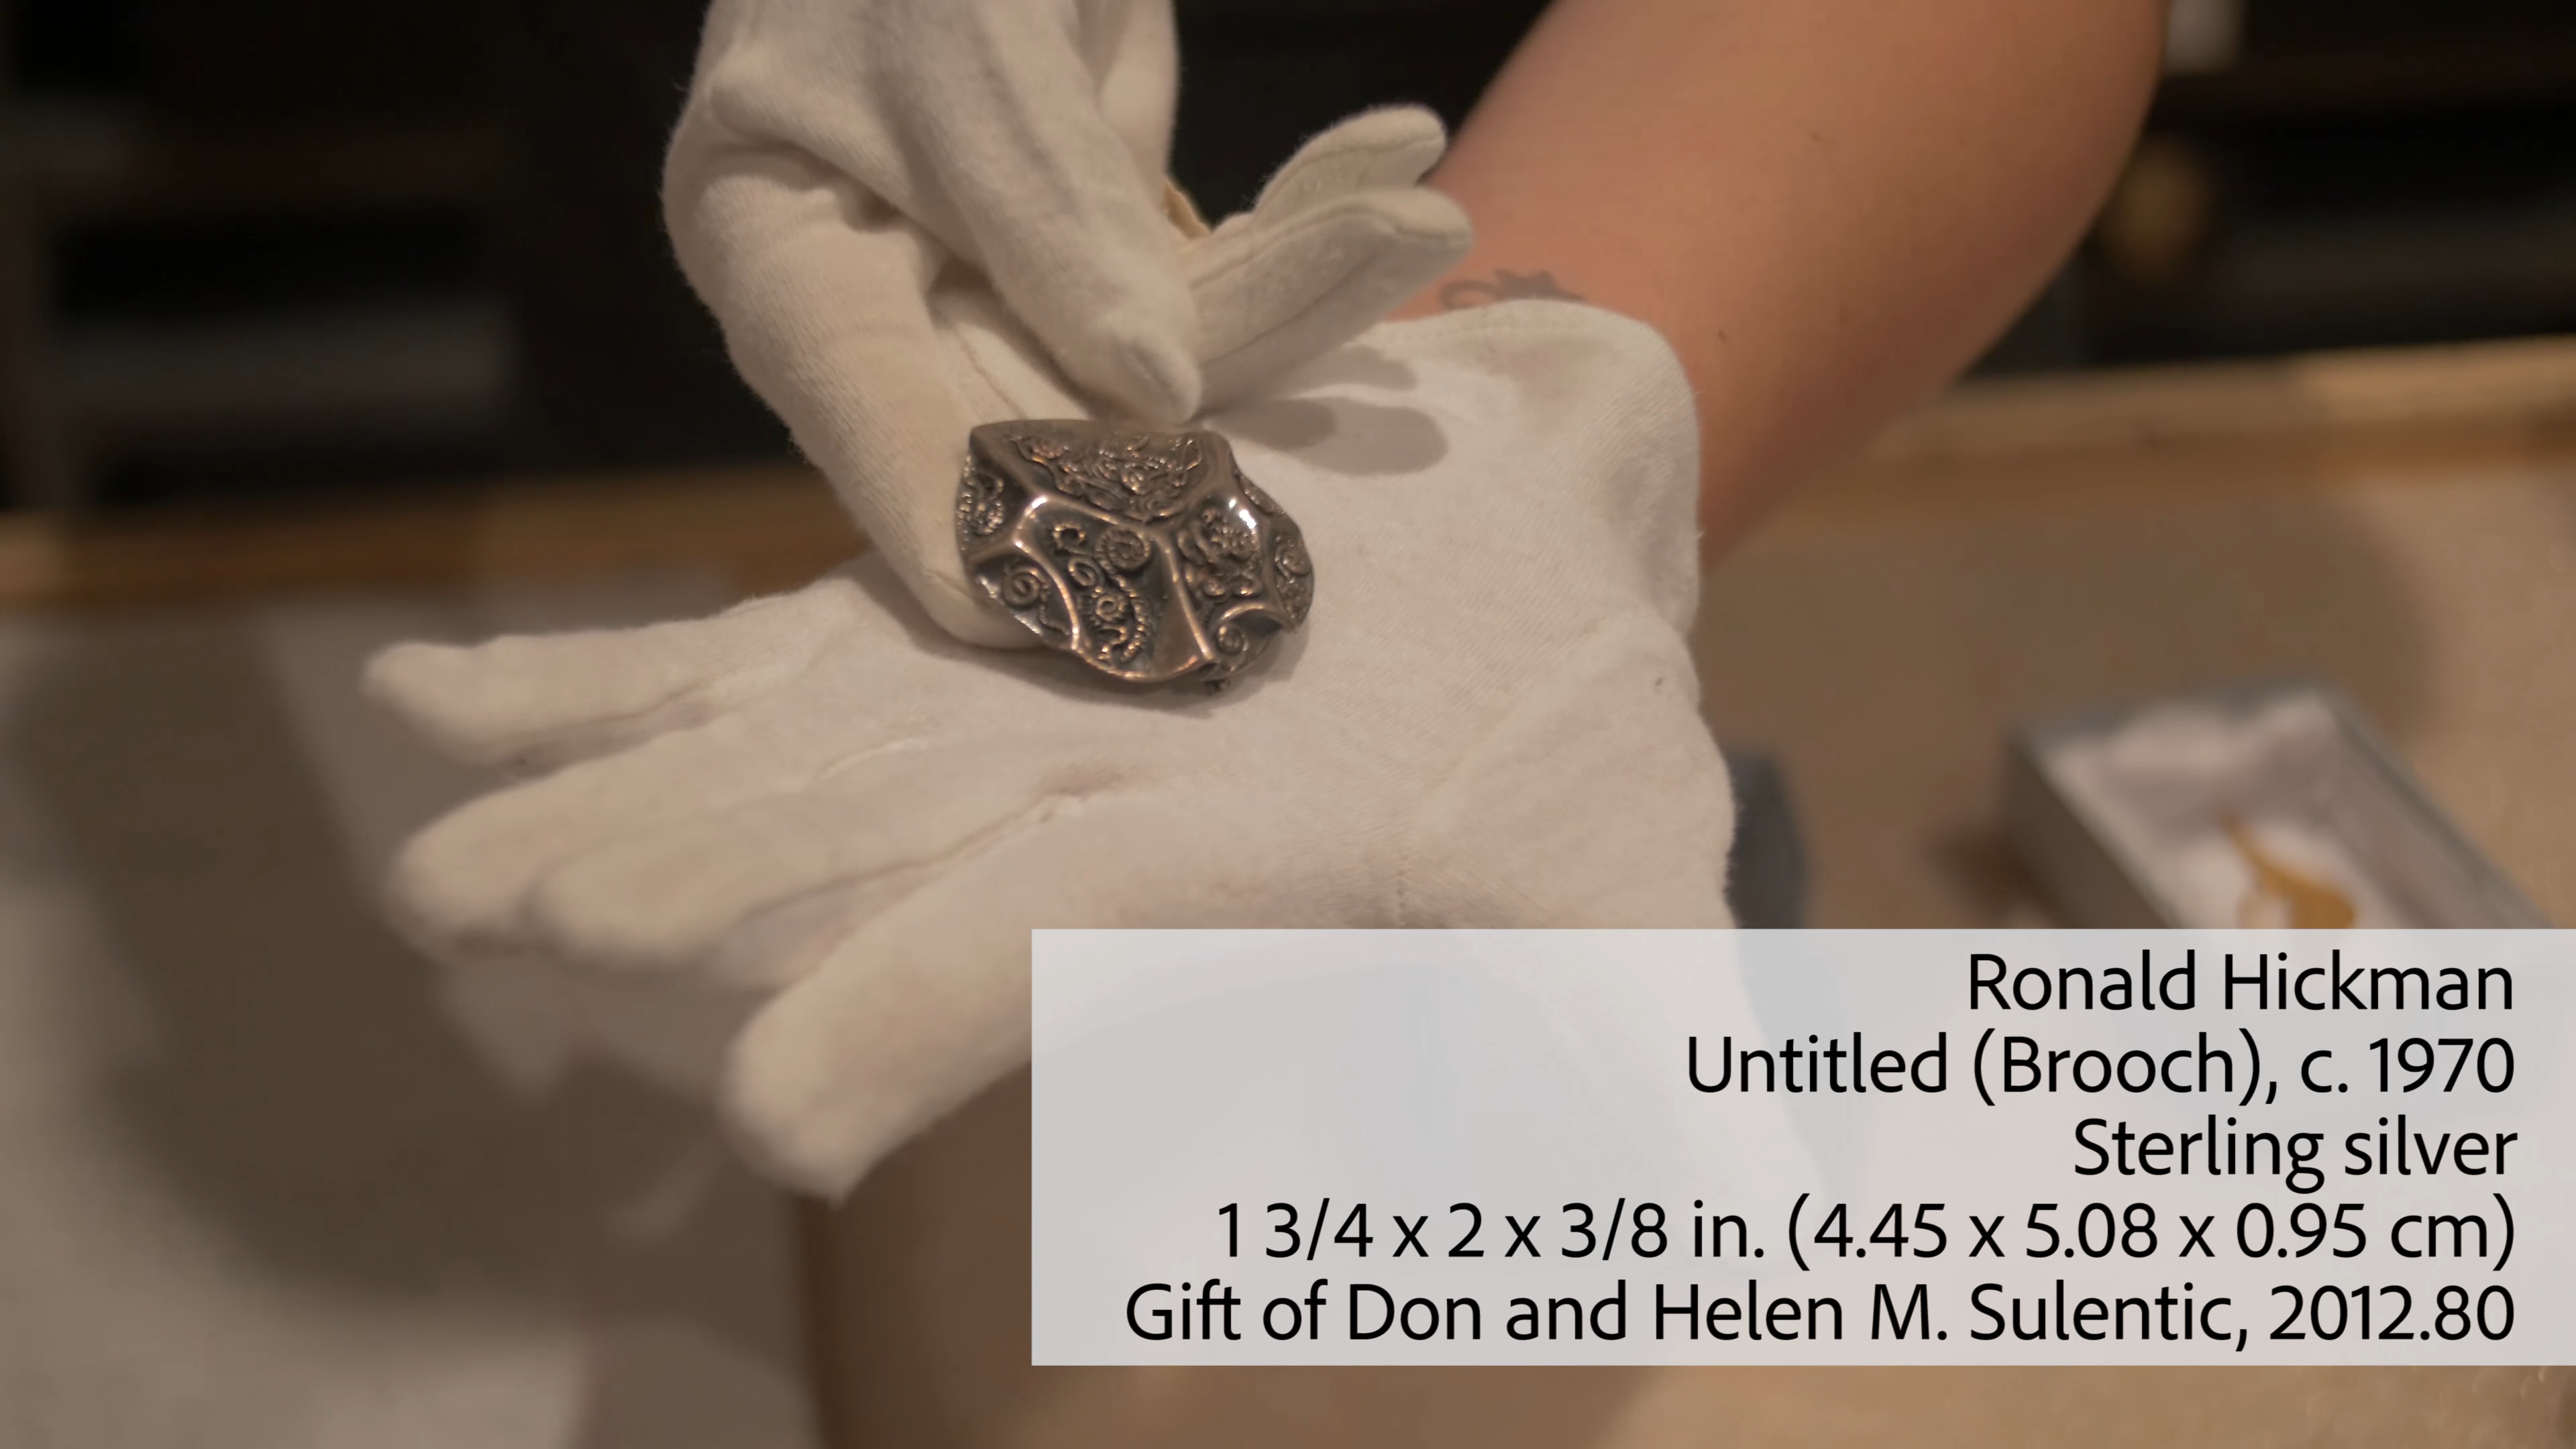 Ronald Hickman
Untitled (Brooch), c. 1970
Sterling silver
1 3/4 x 2 x 3/8 in. (4.45 x 5.08 x 0.95 cm)
Gift of Don and Helen M. Sulentic, 2012.80